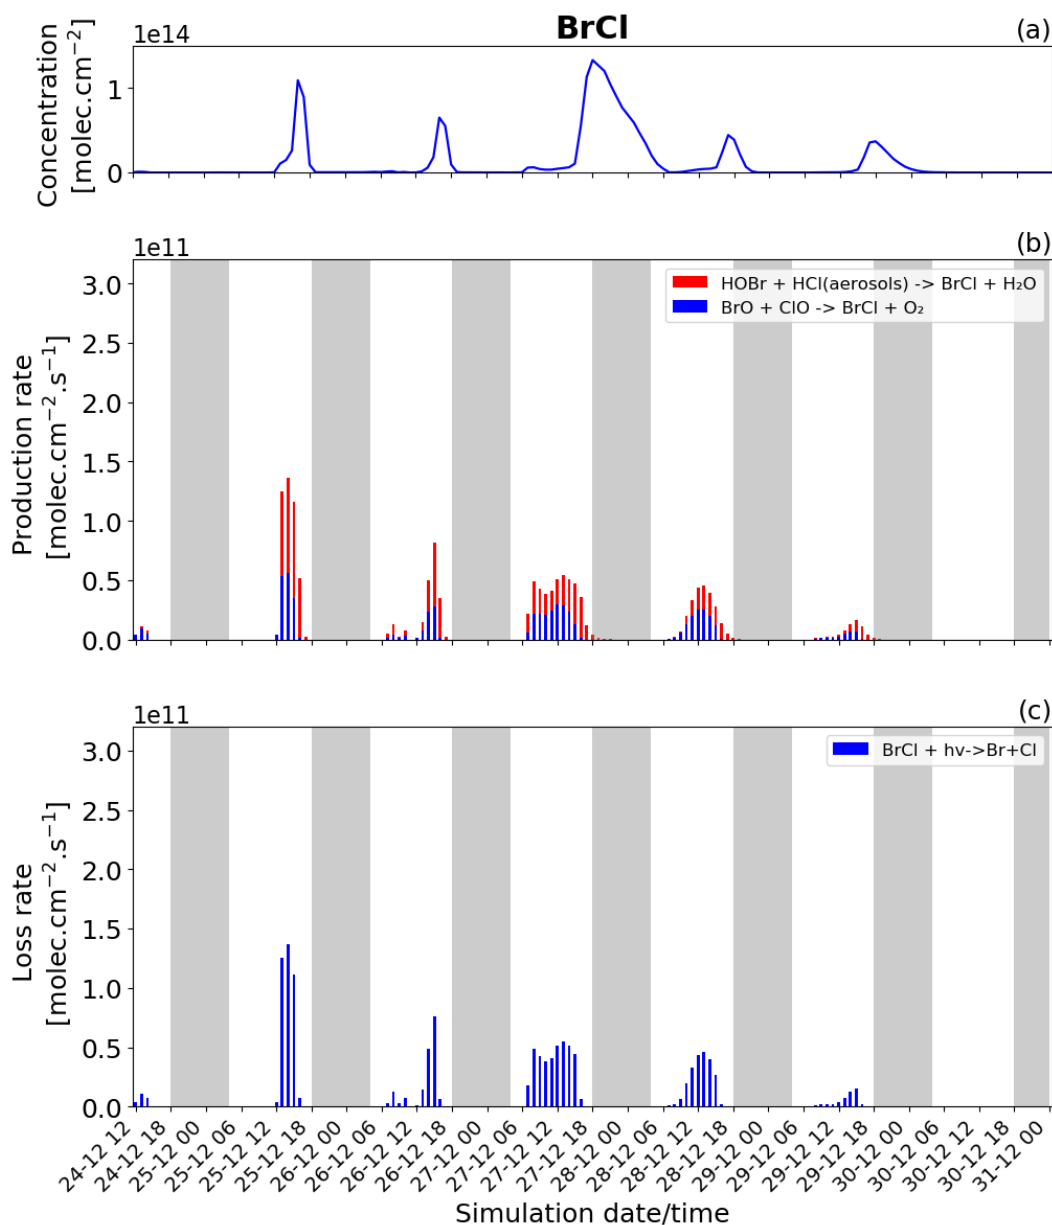 BrCl
(a)
1e14
Concentration
[molec.cm⁻²]
1
0
1e11
(b)
Production rate
[molec.cm⁻².s⁻¹]
3.0
2.5
2.0
1.5
1.0
0.5
0.0
HOBr + HCl(aerosols) -> BrCl + H₂O
BrO + ClO -> BrCl + O₂
1e11
(c)
Loss rate
[molec.cm⁻².s⁻¹]
3.0
2.5
2.0
1.5
1.0
0.5
0.0
BrCl + hv->Br+Cl
24-12 12
24-12 18
25-12 00
25-12 06
25-12 12
25-12 18
26-12 00
26-12 06
26-12 12
26-12 18
27-12 00
27-12 06
27-12 12
27-12 18
28-12 00
28-12 06
28-12 12
28-12 18
29-12 00
29-12 06
29-12 12
29-12 18
30-12 00
30-12 06
30-12 12
30-12 18
31-12 00
Simulation date/time